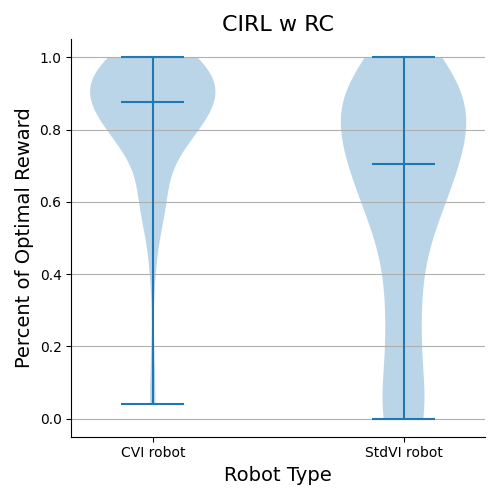 CIRL w RC
1.0
0.8
0.6
0.4
0.2
0.0
Percent of Optimal Reward
CVI robot
StdVI robot
Robot Type